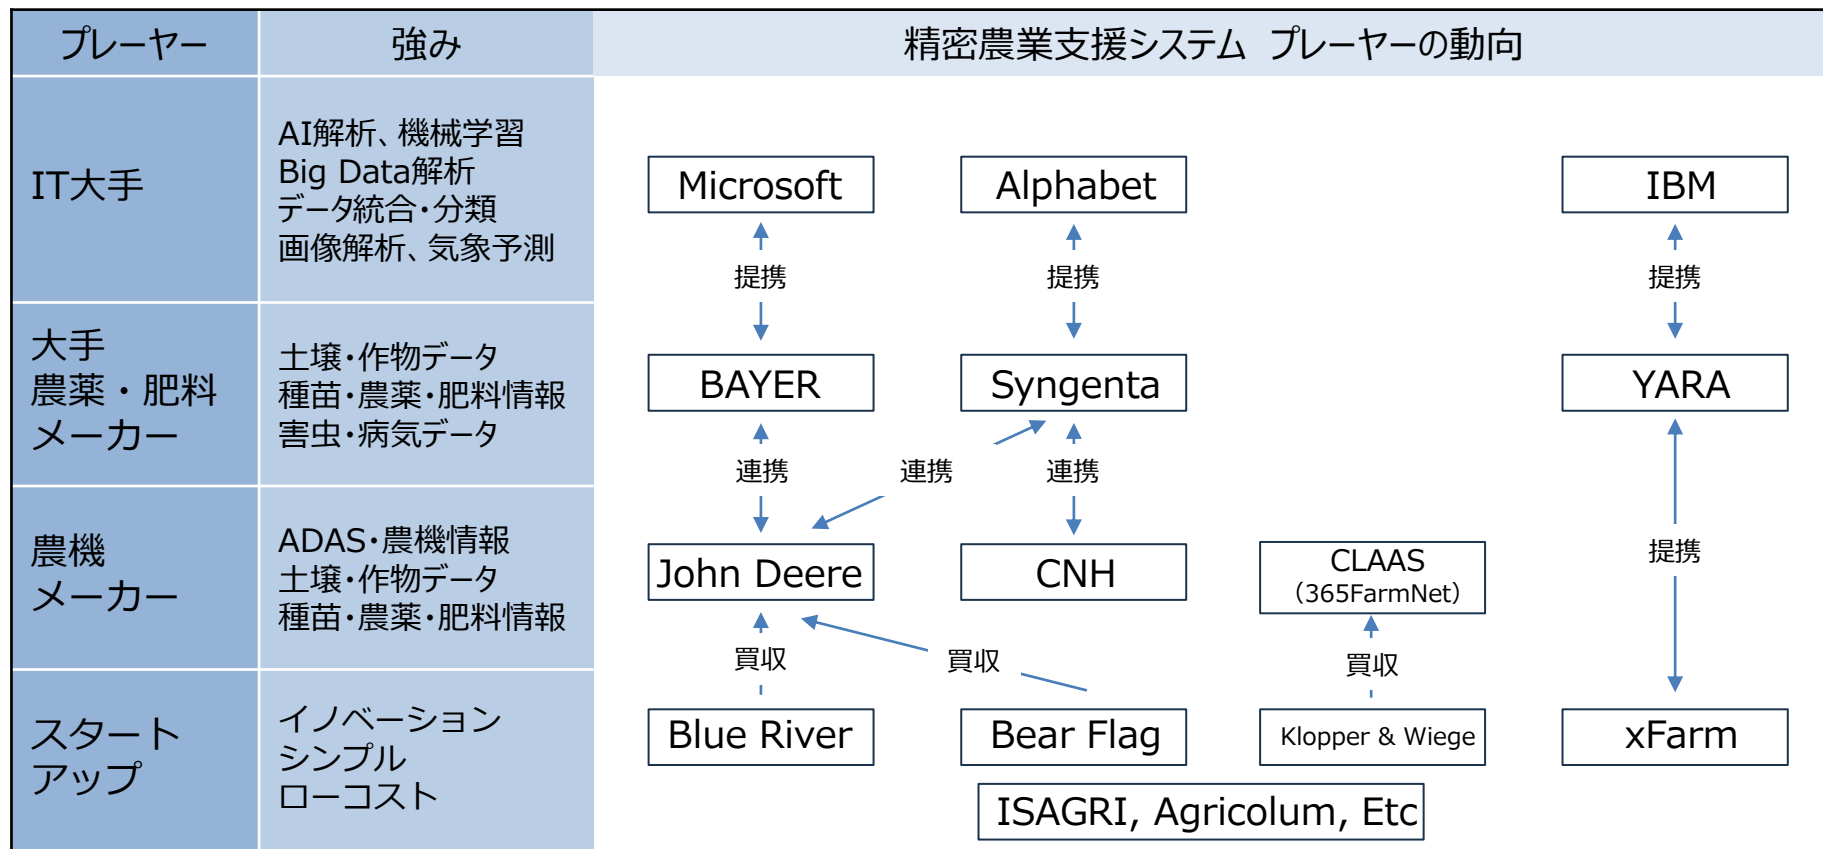 プレーヤー
強み
精密農業支援システム プレーヤーの動向
IT大手
AI解析、機械学習
Big Data解析
データ統合・分類
画像解析、気象予測
Microsoft
Alphabet
IBM
提携
提携
提携
大手
農薬・肥料
メーカー
土壌・作物データ
種苗・農薬・肥料情報
害虫・病気データ
BAYER
Syngenta
YARA
連携
連携
連携
農機
メーカー
ADAS・農機情報
土壌・作物データ
種苗・農薬・肥料情報
John Deere
CNH
CLAAS
（365FarmNet）
提携
買収
買収
買収
スタート
アップ
イノベーション
シンプル
ローコスト
Blue River
Bear Flag
Klopper & Wiege
xFarm
ISAGRI, Agricolum, Etc